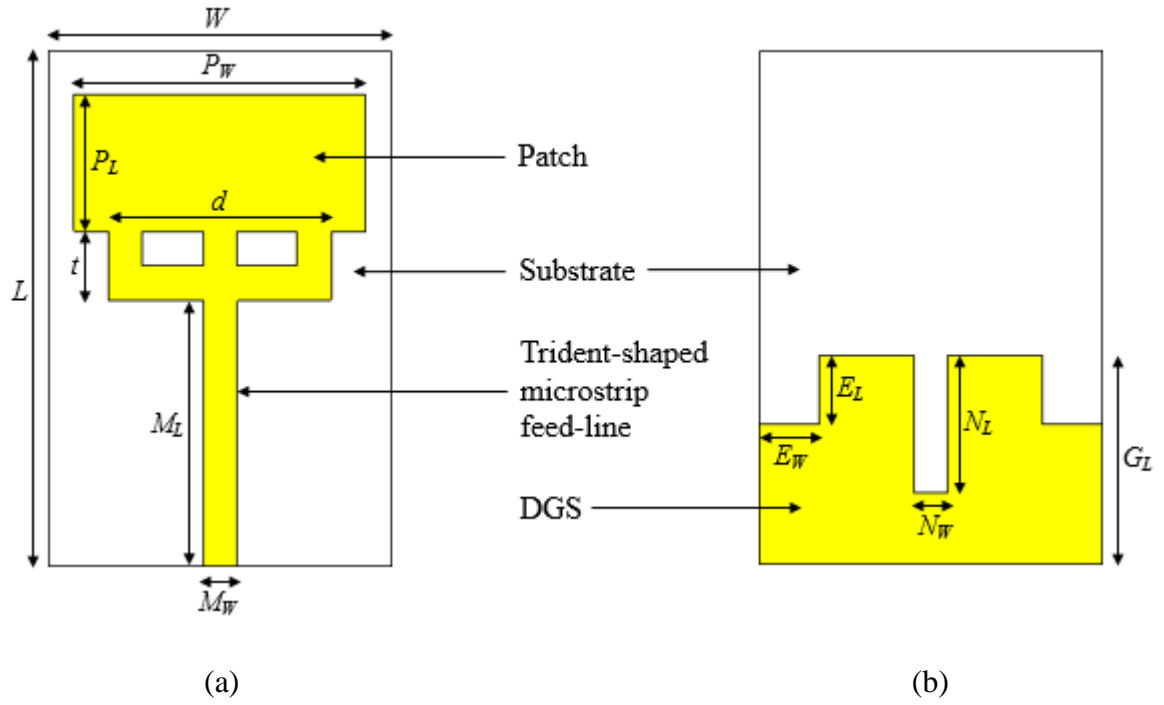 W
P_W
P_L
d
t
L
M_L
M_W
Patch
Substrate
Trident-shaped
microstrip
feed-line
DGS
E_L
N_L
E_W
G_L
N_W
(a)
(b)